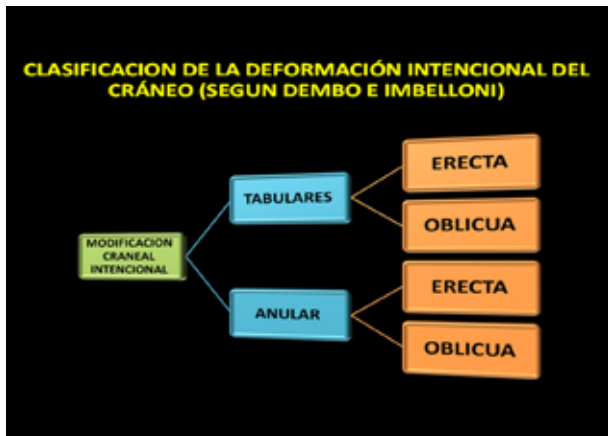 CLASIFICACION DE LA DEFORMACIÓN INTENCIONAL DEL
CRÁNEO (SEGUN DEMBO E IMBELLONI)
MODIFICACION
CRANEAL
INTENCIONAL
TABULARES
ERECTA
OBLICUA
ANULAR
ERECTA
OBLICUA